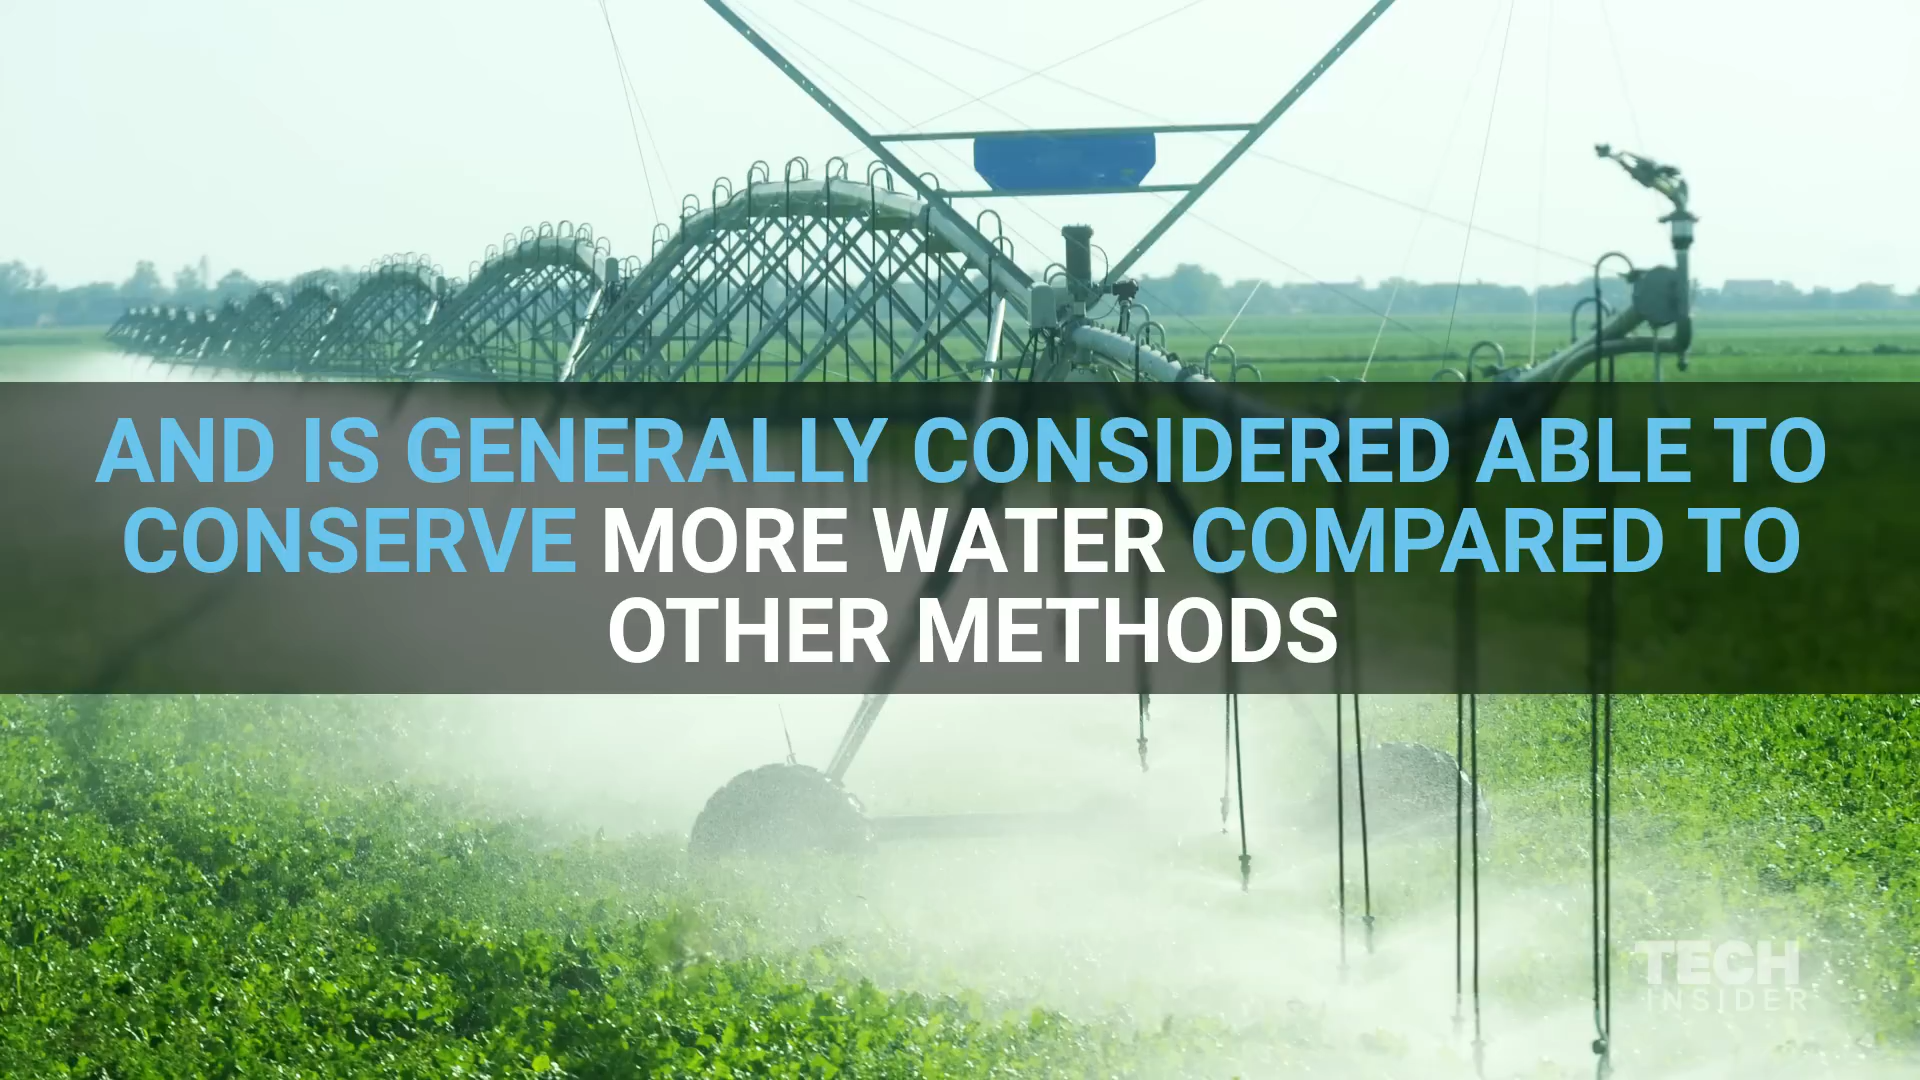 AND IS GENERALLY CONSIDERED ABLE TO
CONSERVE MORE WATER COMPARED TO
OTHER METHODS
TECH
INSIDER